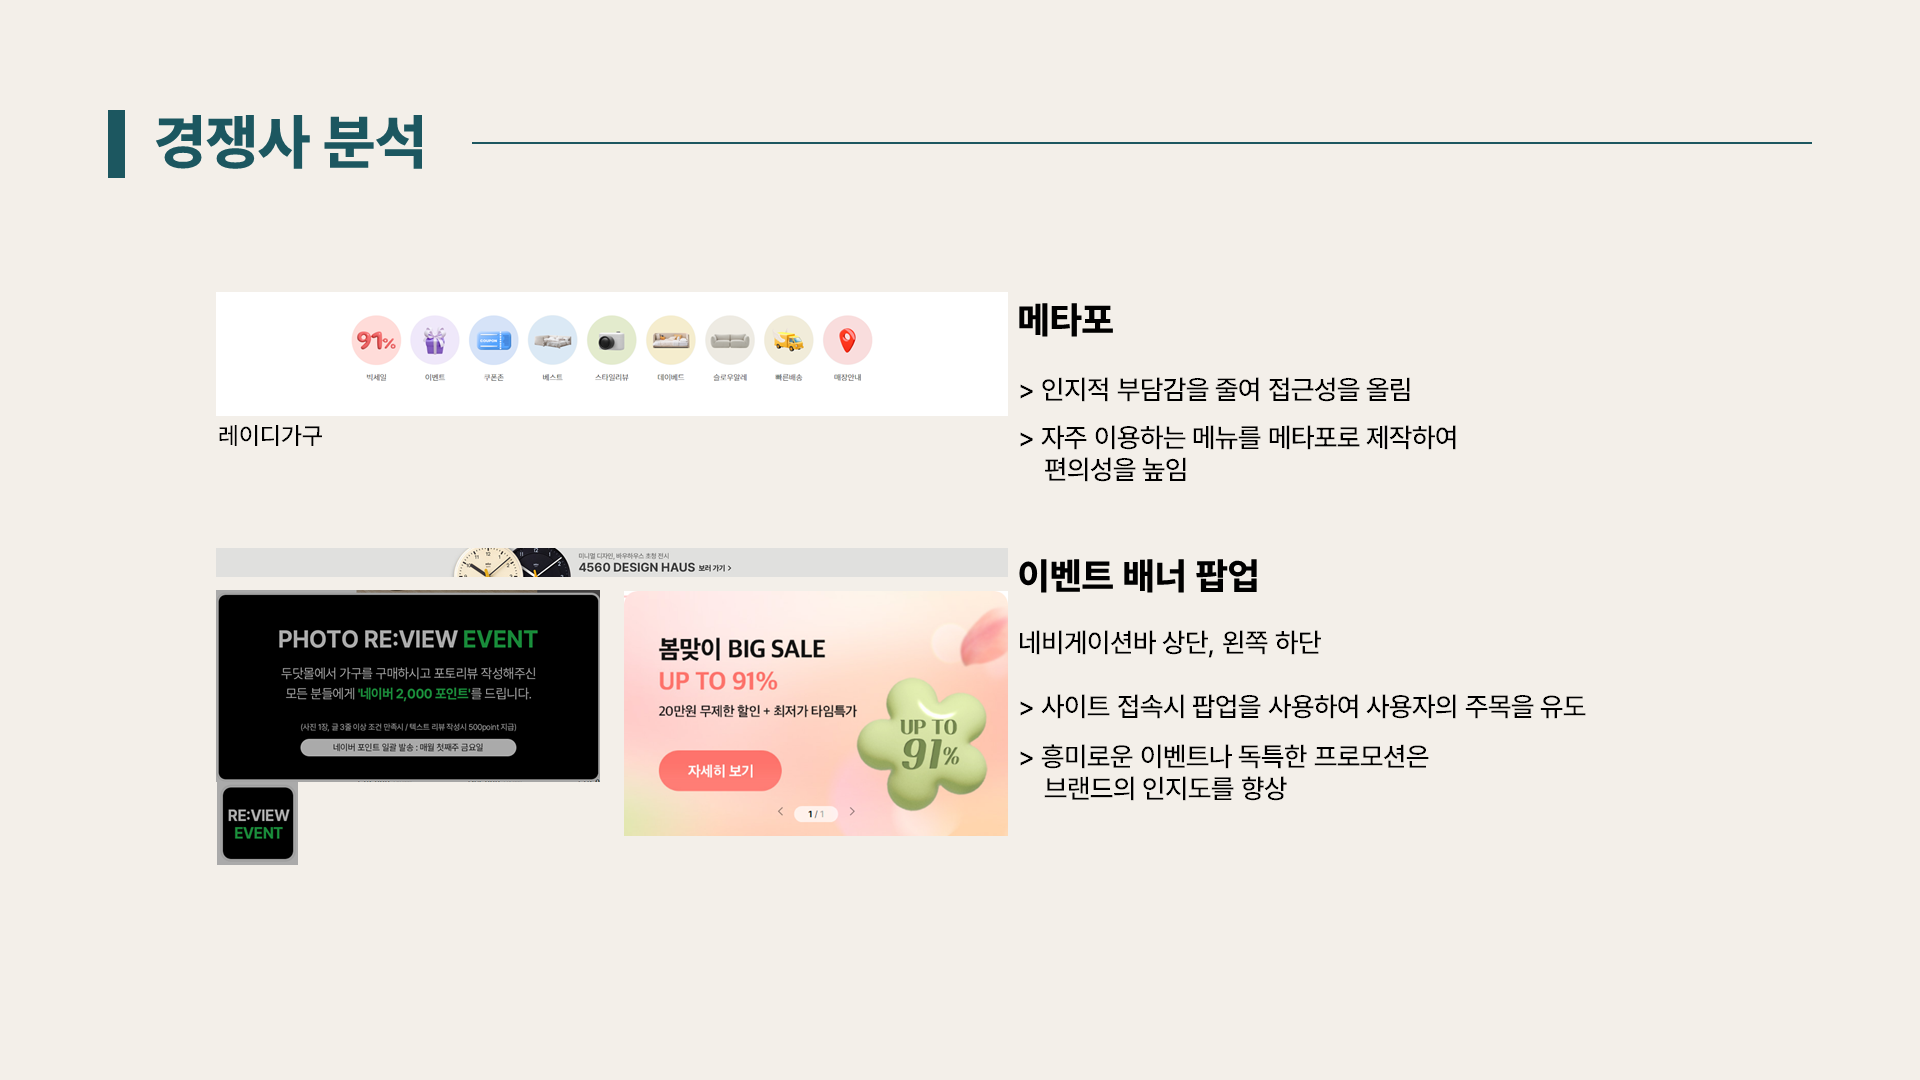 경쟁사 분석
91%
COUPON
빅세일 이벤트 쿠폰존 베스트 스타일리뷰 데이베드 슬로우알레 빠른배송 매장안내
레이디가구
메타포
> 인지적 부담감을 줄여 접근성을 올림
> 자주 이용하는 메뉴를 메타포로 제작하여
편의성을 높임
미니멀 디자인, 바우하우스 초청 전시
4560 DESIGN HAUS 보러 가기 >
PHOTO RE:VIEW EVENT
두닷몰에서 가구를 구매하시고 포토리뷰 작성해주신
모든 분들에게 '네이버 2,000 포인트'를 드립니다.
(사진 1장, 글 3줄 이상 조건 만족시 / 텍스트 리뷰 작성시 500point 지급)
네이버 포인트 일괄 발송 : 매월 첫째주 금요일
RE:VIEW
EVENT
봄맞이 BIG SALE
UP TO 91%
20만원 무제한 할인 + 최저가 타임특가
자세히 보기
UP TO
91%
< 1 / 1 >
이벤트 배너 팝업
네비게이션바 상단, 왼쪽 하단
> 사이트 접속시 팝업을 사용하여 사용자의 주목을 유도
> 흥미로운 이벤트나 독특한 프로모션은
브랜드의 인지도를 향상